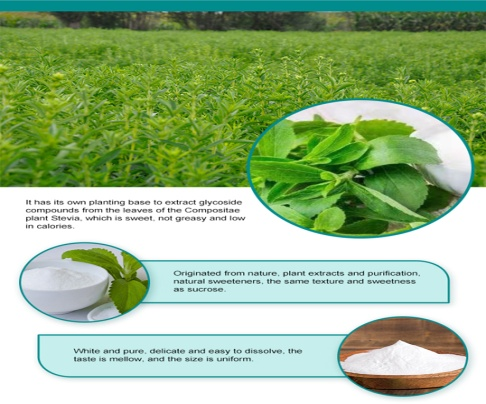 It has its own planting base to extract glycoside
compounds from the leaves of the Compositae
plant Stevia, which is sweet, not greasy and low
in calories.
Originated from nature, plant extracts and purification,
natural sweeteners, the same texture and sweetness
as sucrose.
White and pure, delicate and easy to dissolve, the
taste is mellow, and the size is uniform.